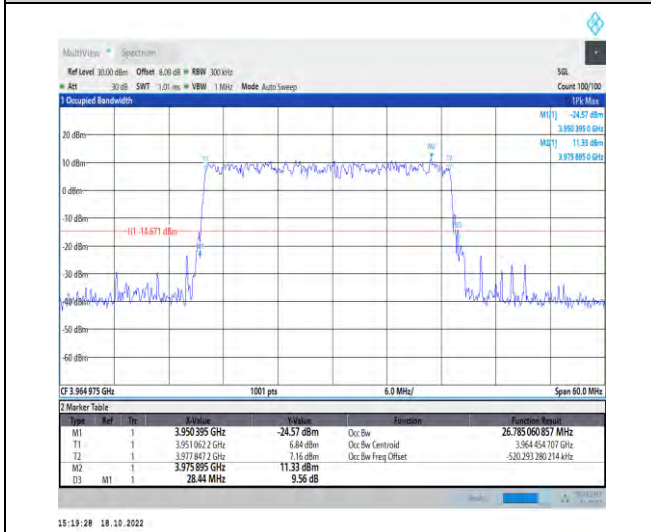 MultiView Spectrum
Ref Level 30.00 dBm Offset 8.09 dB RBW 300 kHz SGL
Att 30 dB SWT 1.01 ms VBW 1 MHz Mode Auto Sweep Count 100/100
1 Occupied Bandwidth 1Pk Max
M1[1] -24.57 dBm
3.950 395 0 GHz
M2[1] 11.33 dBm
3.975 895 0 GHz
20 dBm
10 dBm
T1
M2
T2
0 dBm
-10 dBm
H1 -14.671 dBm
-20 dBm
M1
-30 dBm
-40 dBm
-50 dBm
-60 dBm
CF 3.964 975 GHz 1001 pts 6.0 MHz/ Span 60.0 MHz
2 Marker Table
Type Ref Trc X-Value Y-Value Function Function Result
M1 1 3.950 395 GHz -24.57 dBm Occ Bw 26.785 060 857 MHz
T1 1 3.951 062 2 GHz 6.84 dBm Occ Bw Centroid 3.964 454 707 GHz
T2 1 3.977 847 2 GHz 7.16 dBm Occ Bw Freq Offset -520.293 280 214 kHz
M2 1 3.975 895 GHz 11.33 dBm
D3 M1 1 28.44 MHz 9.56 dB
15:19:28 18.10.2022